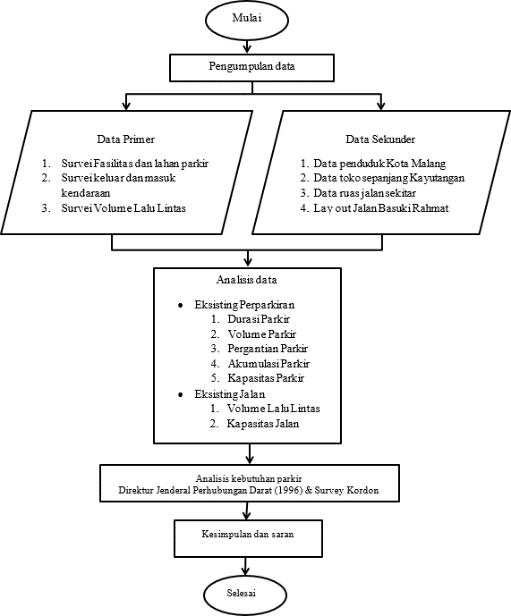 Mulai
Pengumpulan data
Data Primer
1. Survei Fasilitas dan lahan parkir
2. Survei keluar dan masuk
kendaraan
3. Survei Volume Lalu Lintas
Data Sekunder
1. Data penduduk Kota Malang
2. Data toko sepanjang Kayutangan
3. Data ruas jalan sekitar
4. Lay out Jalan Basuki Rahmat
Analisis data
• Eksisting Perparkiran
1. Durasi Parkir
2. Volume Parkir
3. Pergantian Parkir
4. Akumulasi Parkir
5. Kapasitas Parkir
• Eksisting Jalan
1. Volume Lalu Lintas
2. Kapasitas Jalan
Analisis kebutuhan parkir
Direktur Jenderal Perhubungan Darat (1996) & Survey Kordon
Kesimpulan dan saran
Selesai